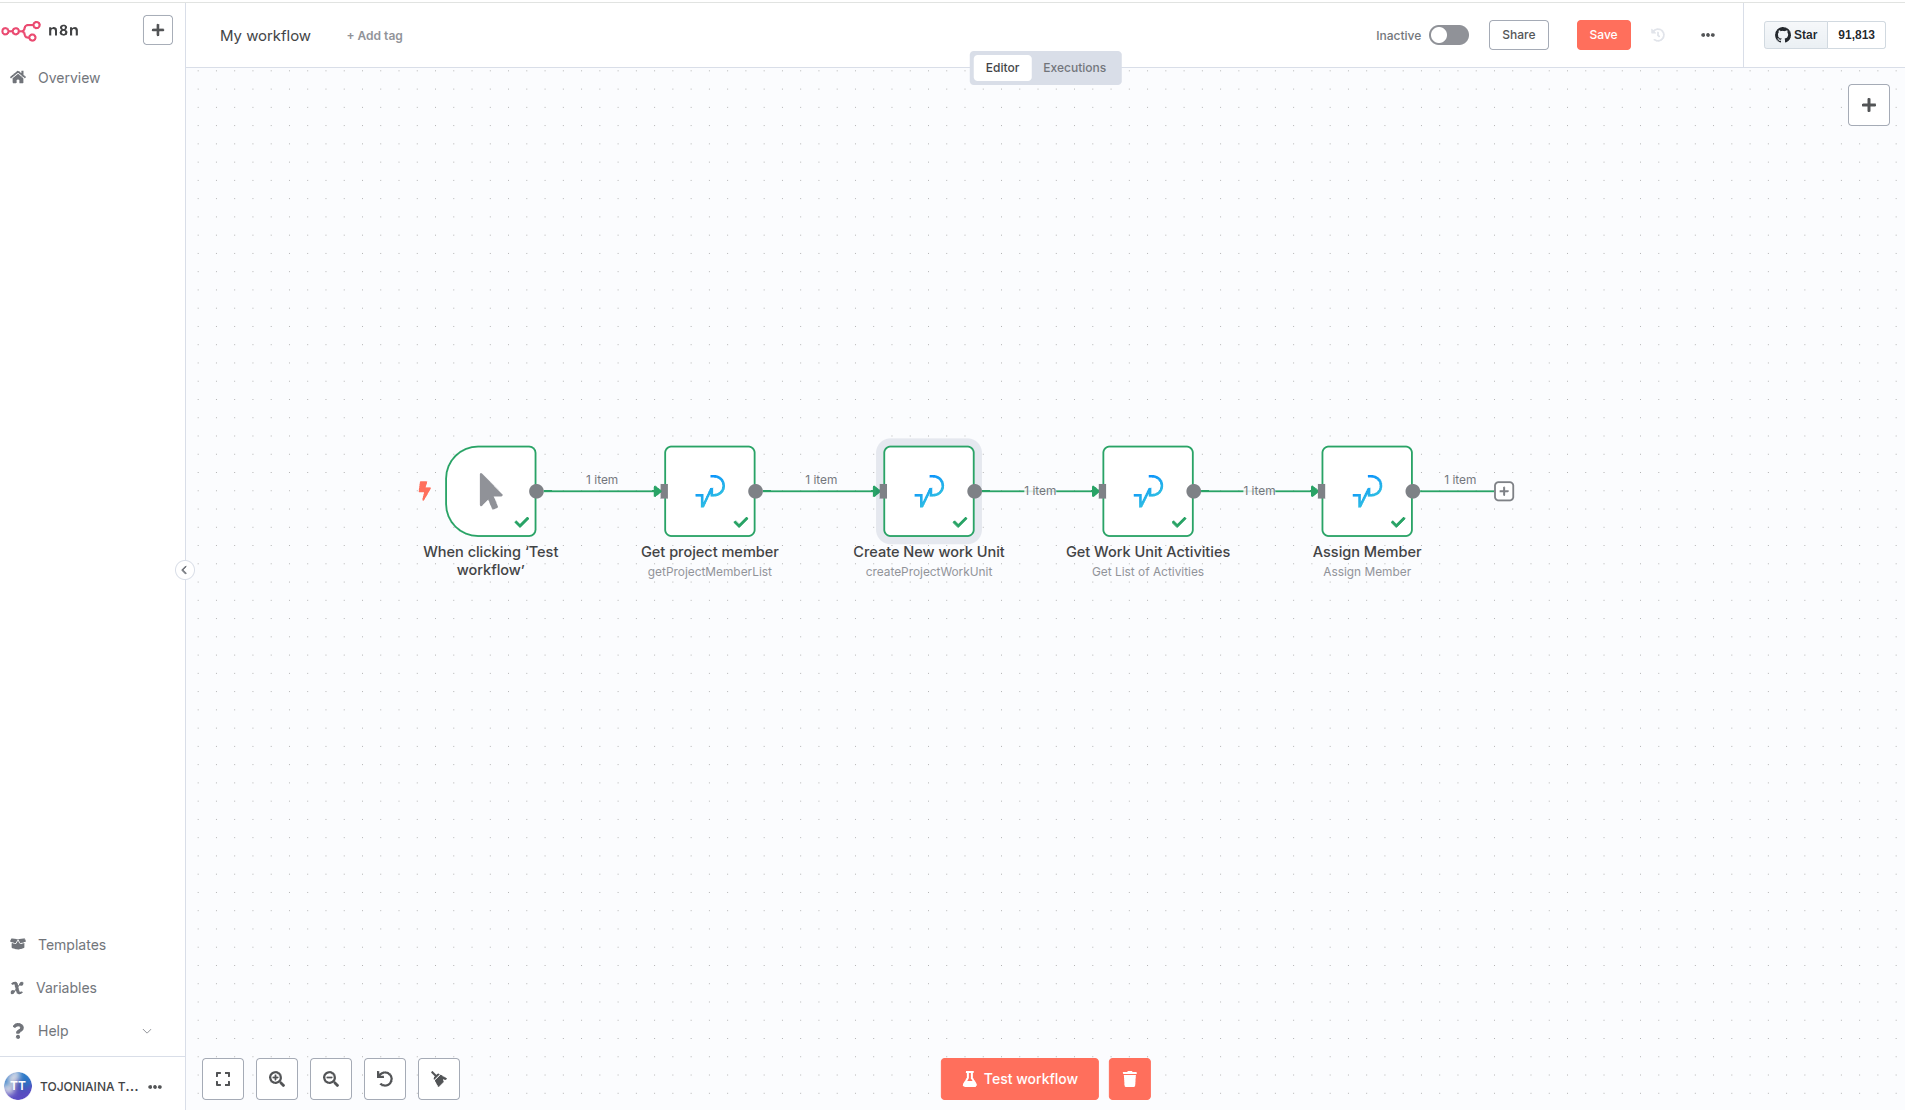 n8n
My workflow
+ Add tag
Inactive
Share
Save
Star
91,813
Overview
Editor
Executions
1 item
1 item
1 item
1 item
1 item
When clicking ‘Test
workflow’
Get project member
getProjectMemberList
Create New work Unit
createProjectWorkUnit
Get Work Unit Activities
Get List of Activities
Assign Member
Assign Member
Templates
Variables
Help
TT
TOJONIAINA T...
Test workflow